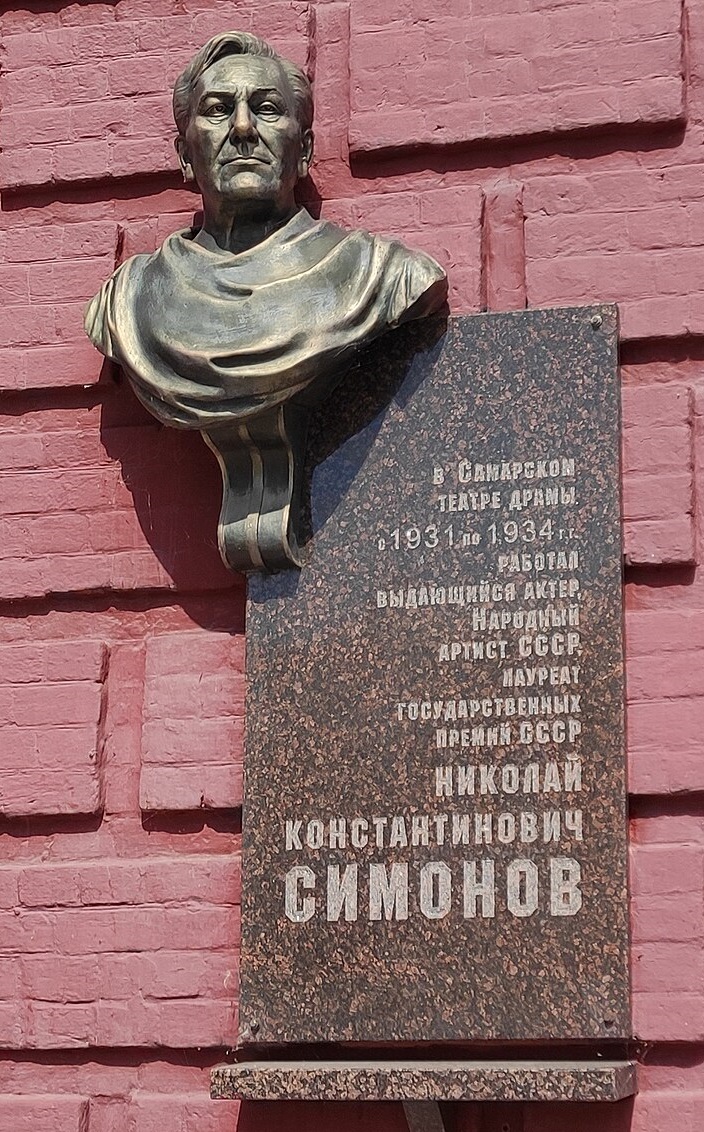 в Самарском
театре драмы
с 1931 по 1934 г.г.
работал
выдающийся актер,
Народный
артист СССР,
лауреат
государственных
премий СССР
НИКОЛАЙ
КОНСТАНТИНОВИЧ
СИМОНОВ